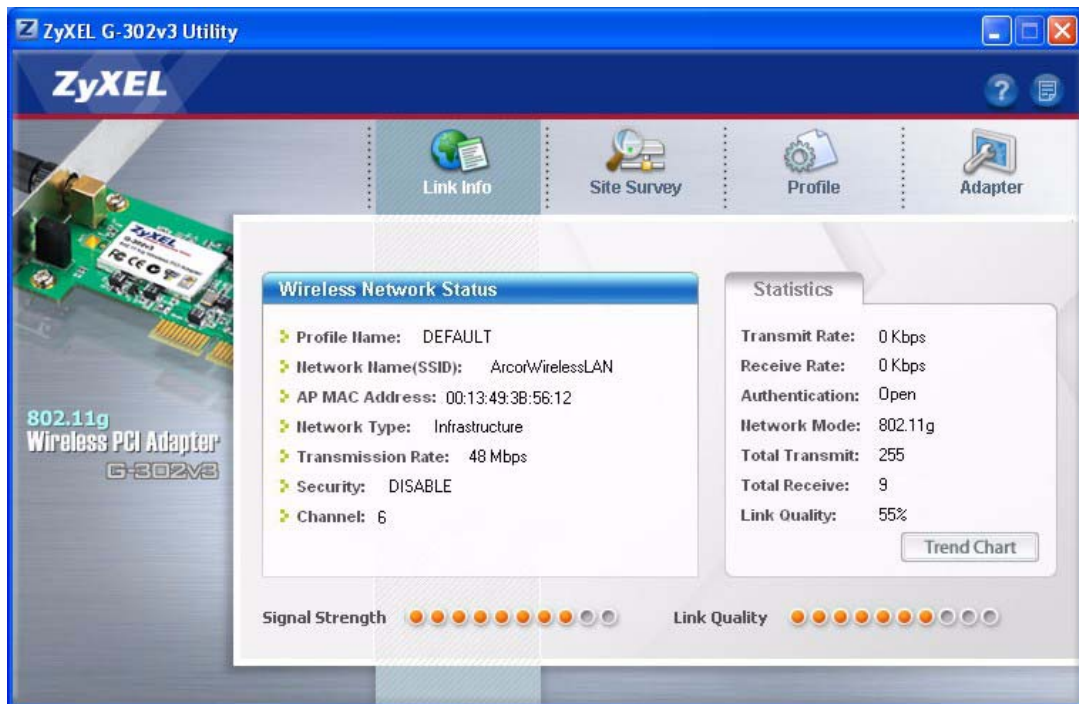 ZyXEL G-302v3 Utility
ZyXEL
Link Info
Site Survey
Profile
Adapter
ZyXEL
G-302v3
802.11g
Wireless PCI Adapter
G-302v3
Wireless Network Status
Profile Name: DEFAULT
Network Name(SSID): ArcorWirelessLAN
AP MAC Address: 00:13:49:3B:56:12
Network Type: Infrastructure
Transmission Rate: 48 Mbps
Security: DISABLE
Channel: 6
Statistics
Transmit Rate: 0 Kbps
Receive Rate: 0 Kbps
Authentication: Open
Network Mode: 802.11g
Total Transmit: 255
Total Receive: 9
Link Quality: 55%
Trend Chart
Signal Strength
Link Quality